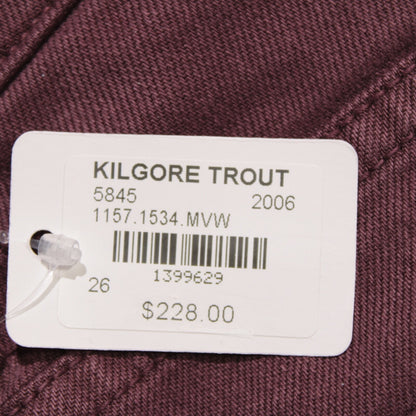 KILGORE TROUT
5845 2006
1157.1534.MVW
1399629
26
$228.00